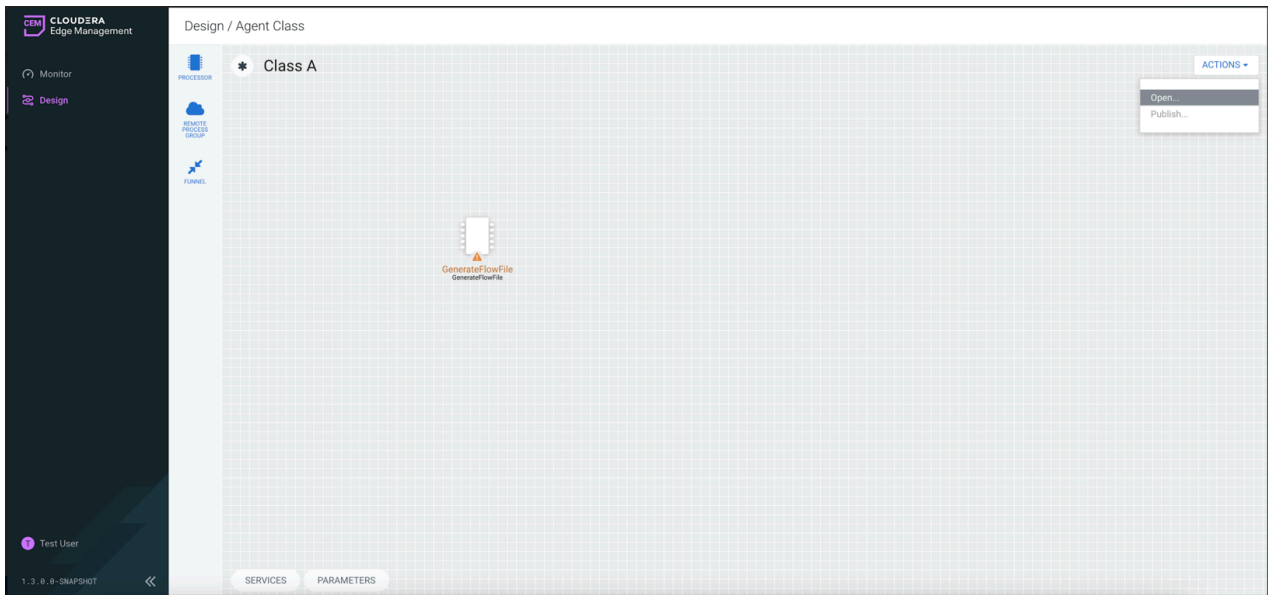 CEM CLOUDERA
Edge Management
Monitor
Design
T Test User
1.3.0.0-SNAPSHOT
Design / Agent Class
PROCESSOR
REMOTE
PROCESS
GROUP
FUNNEL
* Class A
ACTIONS
Open...
Publish...
GenerateFlowFile
GenerateFlowFile
SERVICES PARAMETERS